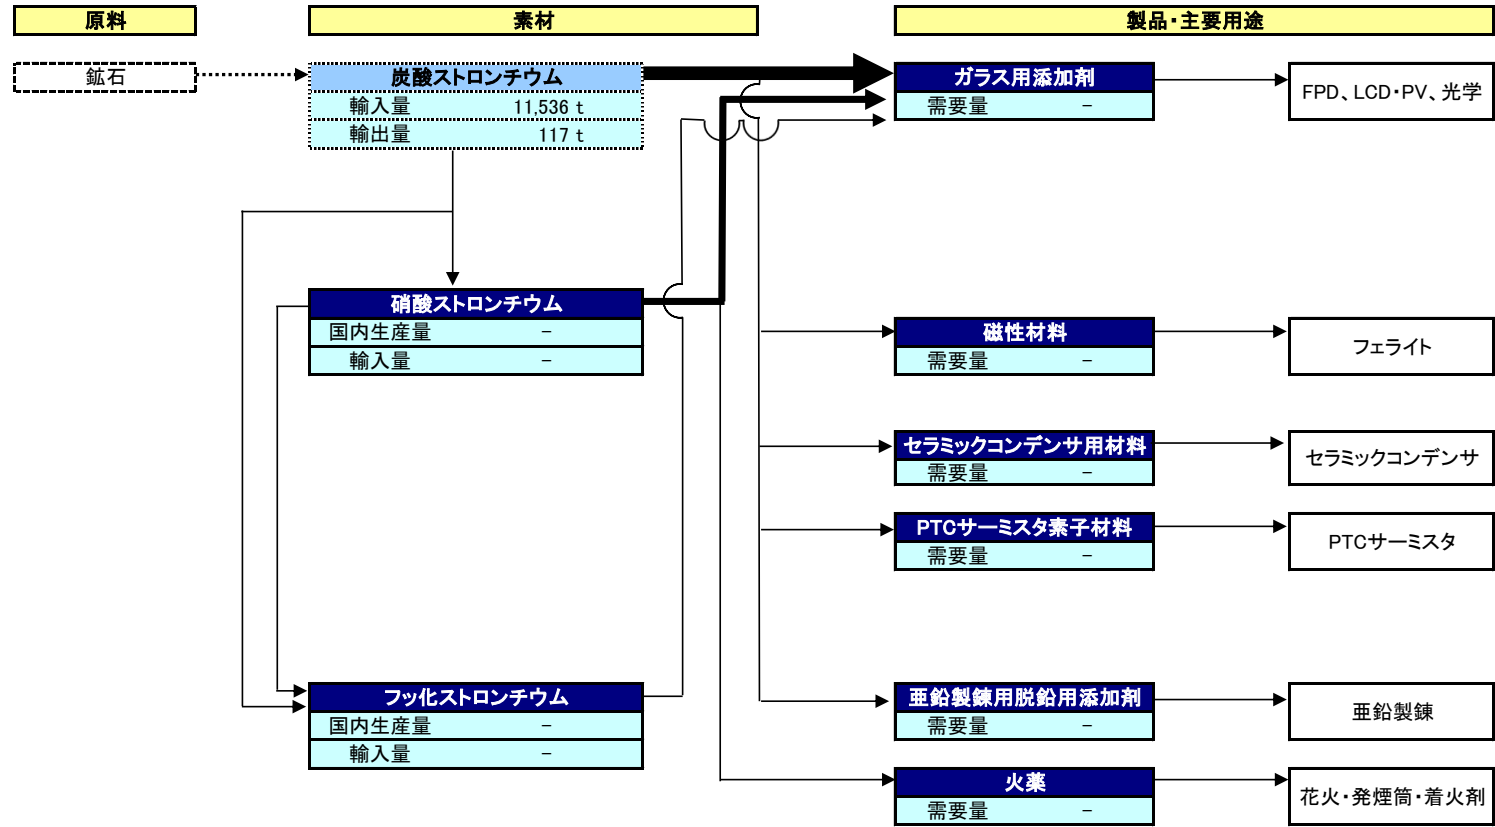 原料
素材
製品・主要用途
鉱石
炭酸ストロンチウム
輸入量 11,536 t
輸出量 117 t
ガラス用添加剤
需要量 －
FPD、LCD・PV、光学
硝酸ストロンチウム
国内生産量 －
輸入量 －
磁性材料
需要量 －
フェライト
セラミックコンデンサ用材料
需要量 －
セラミックコンデンサ
PTCサーミスタ素子材料
需要量 －
PTCサーミスタ
フッ化ストロンチウム
国内生産量 －
輸入量 －
亜鉛製錬用脱鉛用添加剤
需要量 －
亜鉛製錬
火薬
需要量 －
花火・発煙筒・着火剤